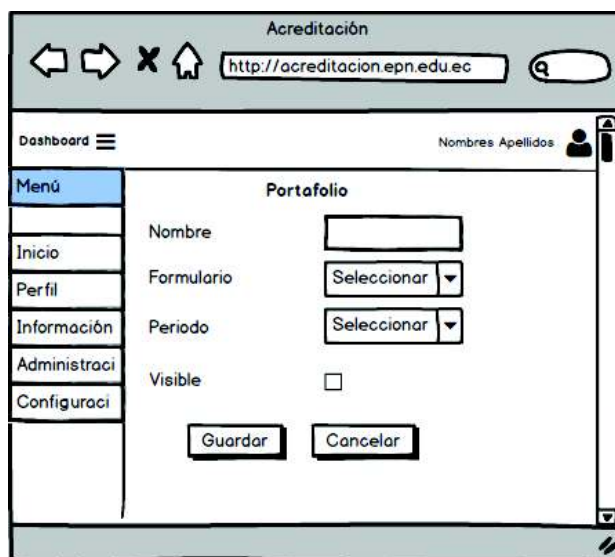 Acreditación
http://acreditacion.epn.edu.ec
Dashboard
Nombres Apellidos
Menú
Inicio
Perfil
Información
Administraci
Configuraci
Portafolio
Nombre
Formulario
Seleccionar
Periodo
Seleccionar
Visible
Guardar
Cancelar